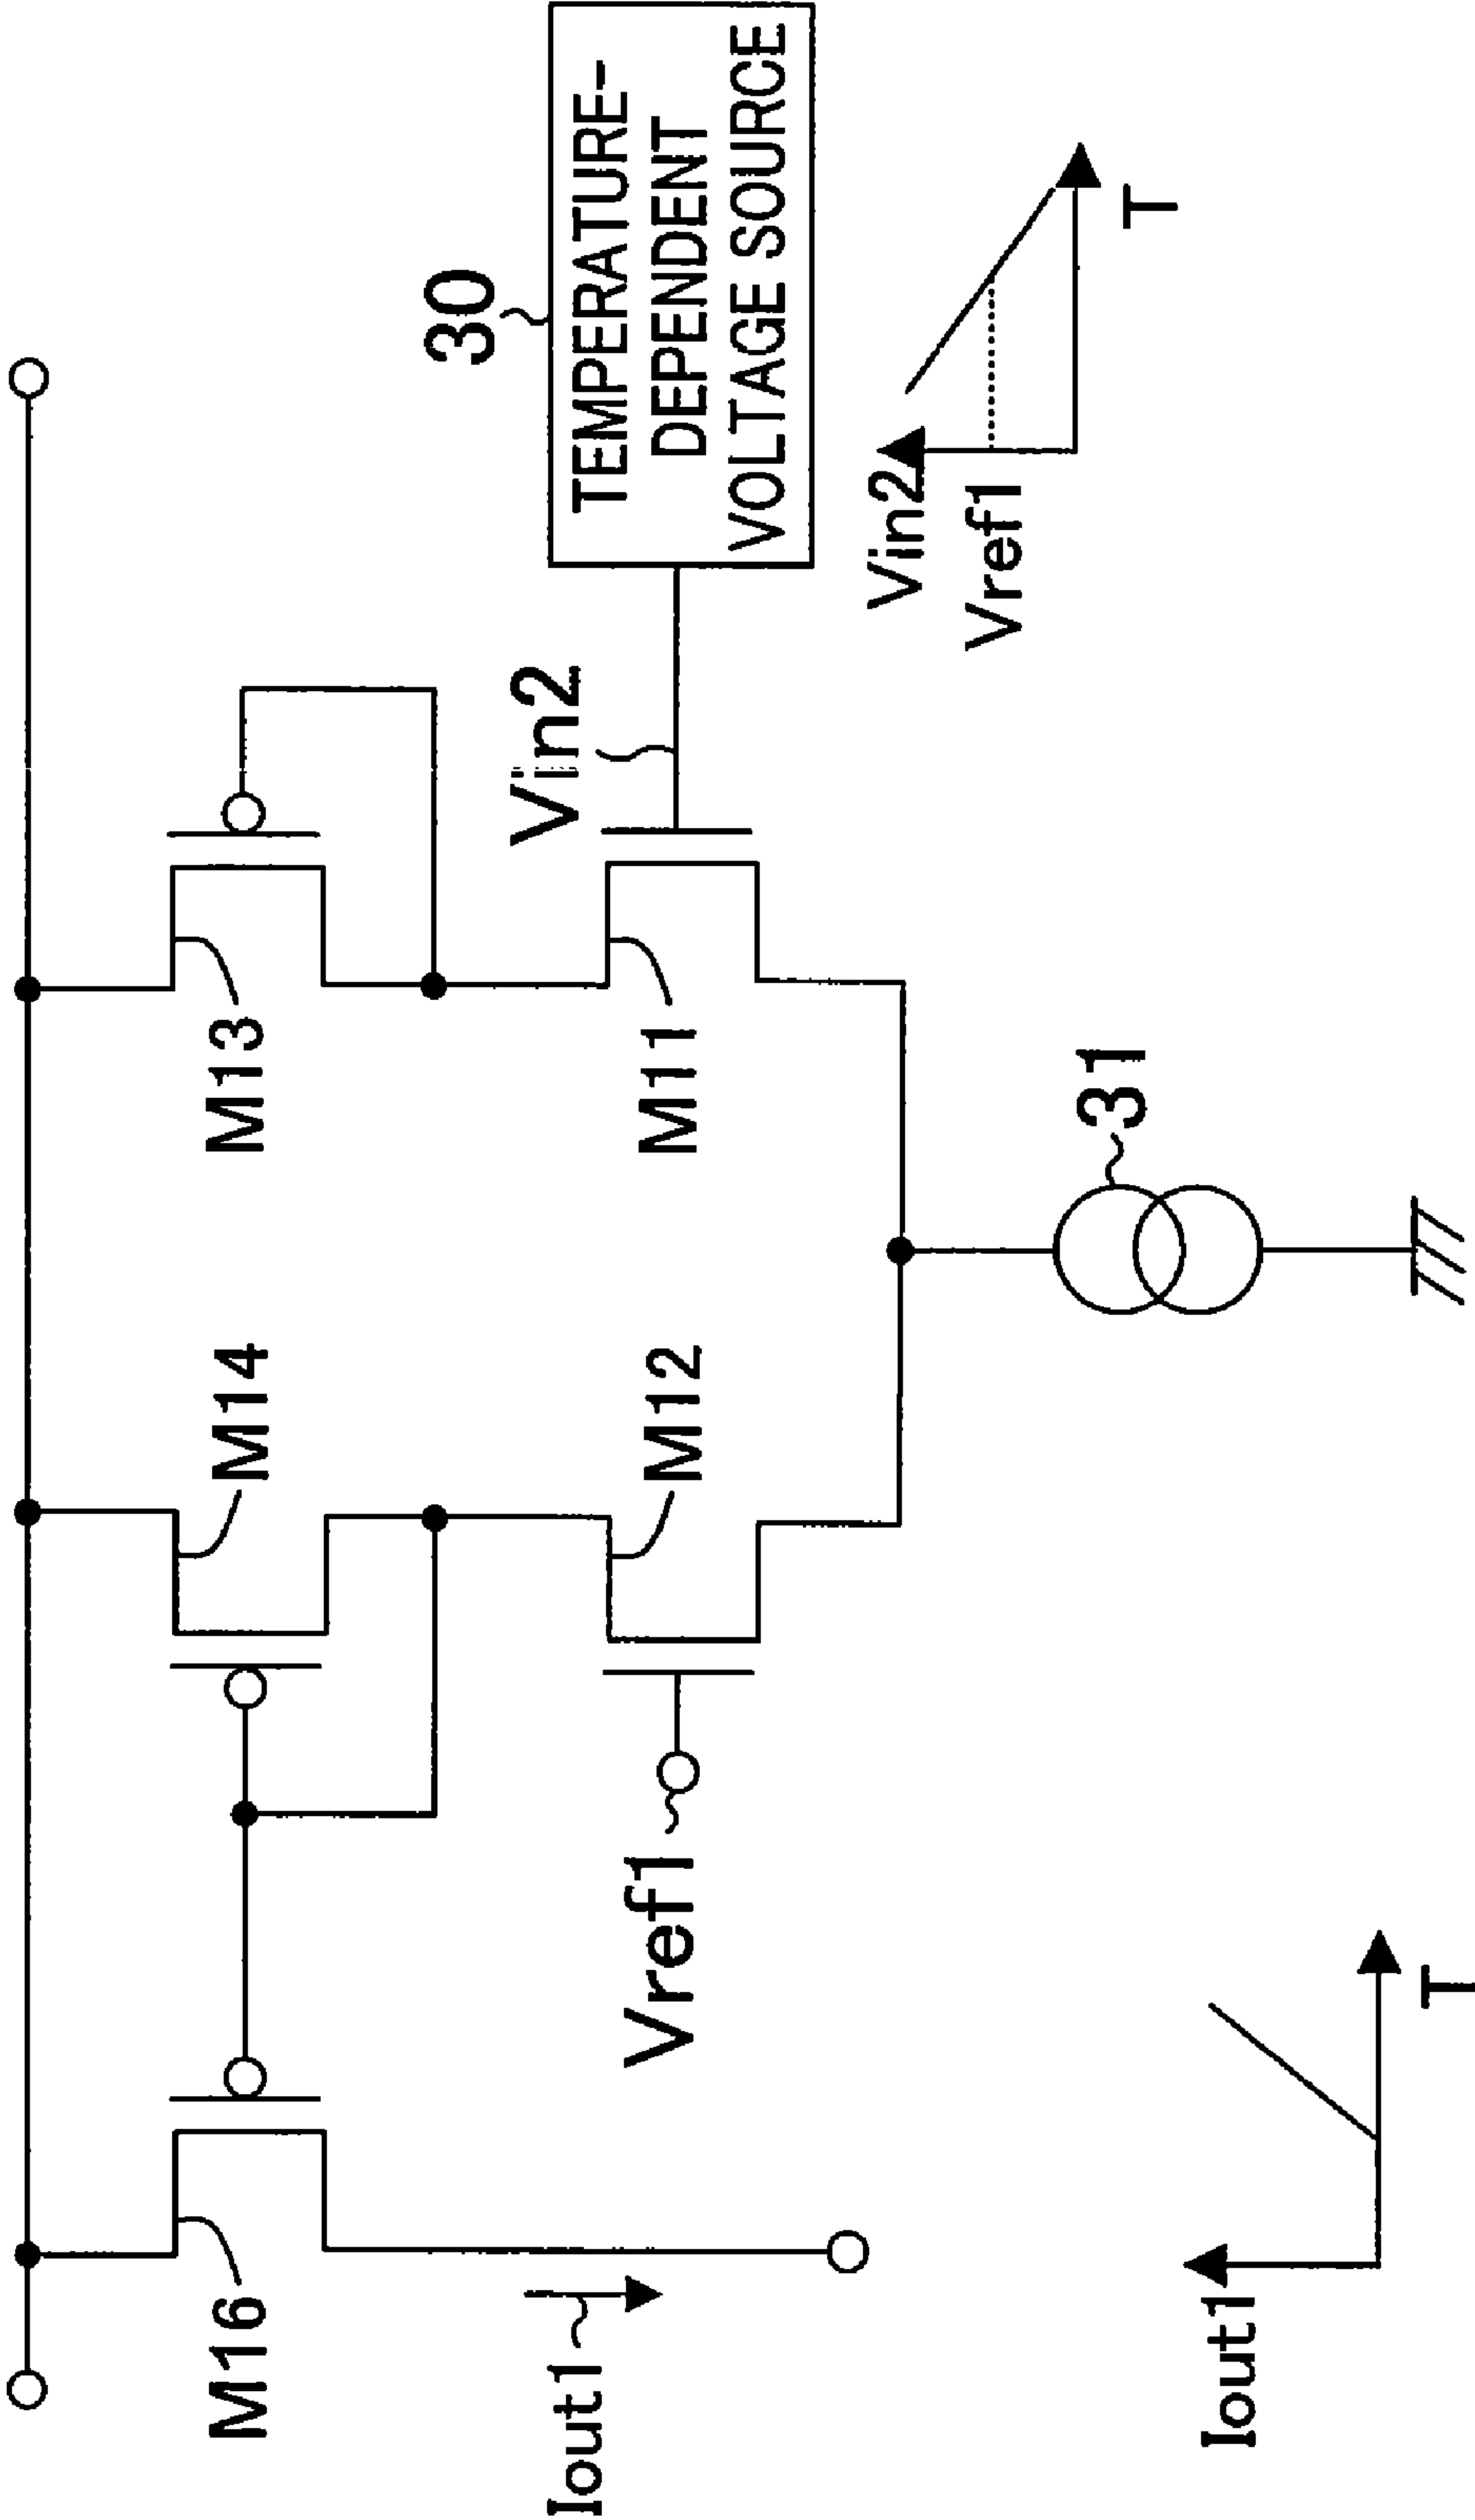 M16
M14
M13
30
Iout1
Vref1
M12
M11
Vin2
TEMPERATURE-
DEPENDENT
VOLTAGE SOURCE
31
Iout1
T
Vin2
Vref1
T